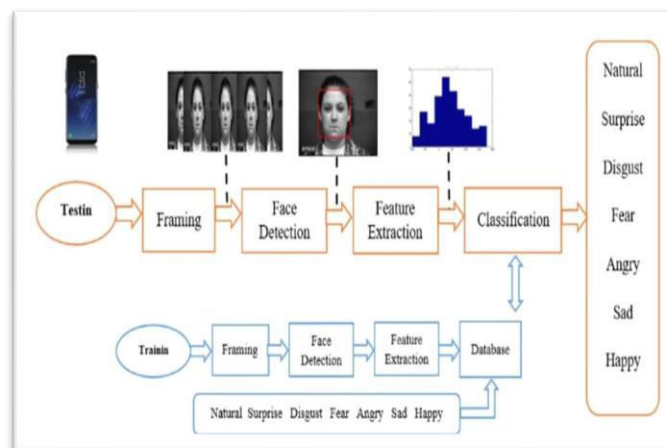 Testin
Framing
Face
Detection
Feature
Extraction
Classification
Natural
Surprise
Disgust
Fear
Angry
Sad
Happy
Trainin
Framing
Face
Detection
Feature
Extraction
Database
Natural Surprise Disgust Fear Angry Sad Happy